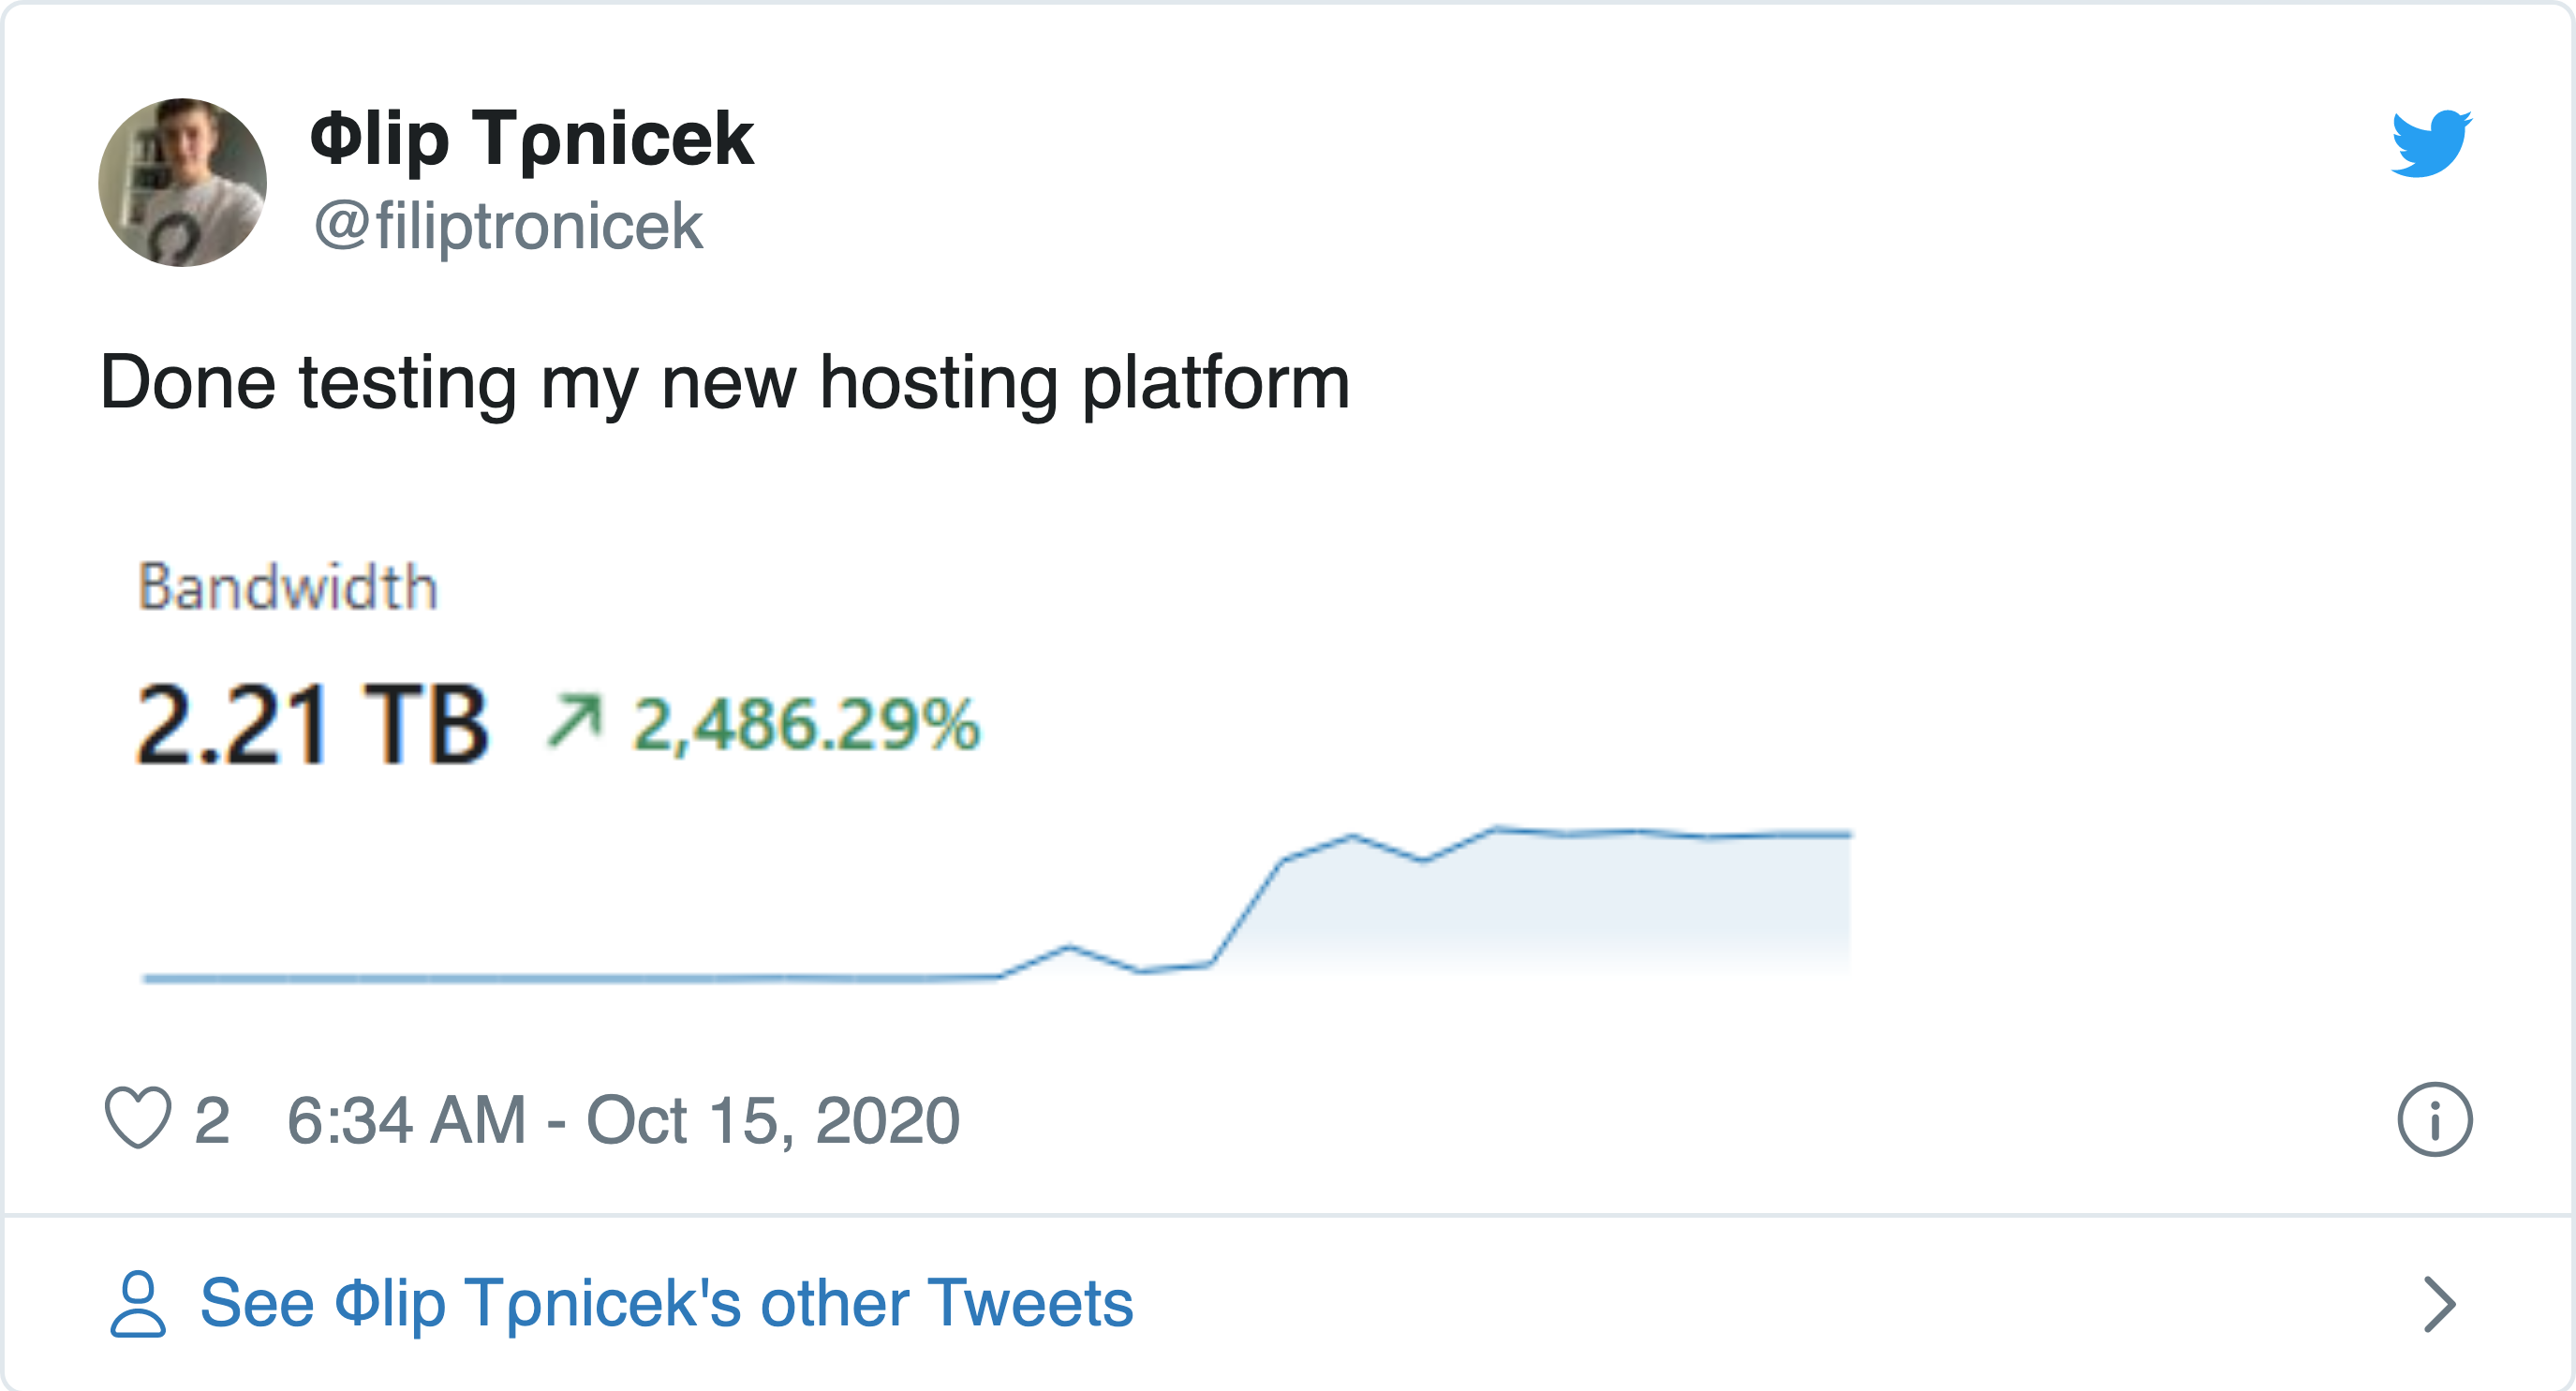 Φlip Tρnicek
@filiptronicek
Done testing my new hosting platform
Bandwidth
2.21 TB ↗ 2,486.29%
2 6:34 AM - Oct 15, 2020
See Φlip Tρnicek's other Tweets